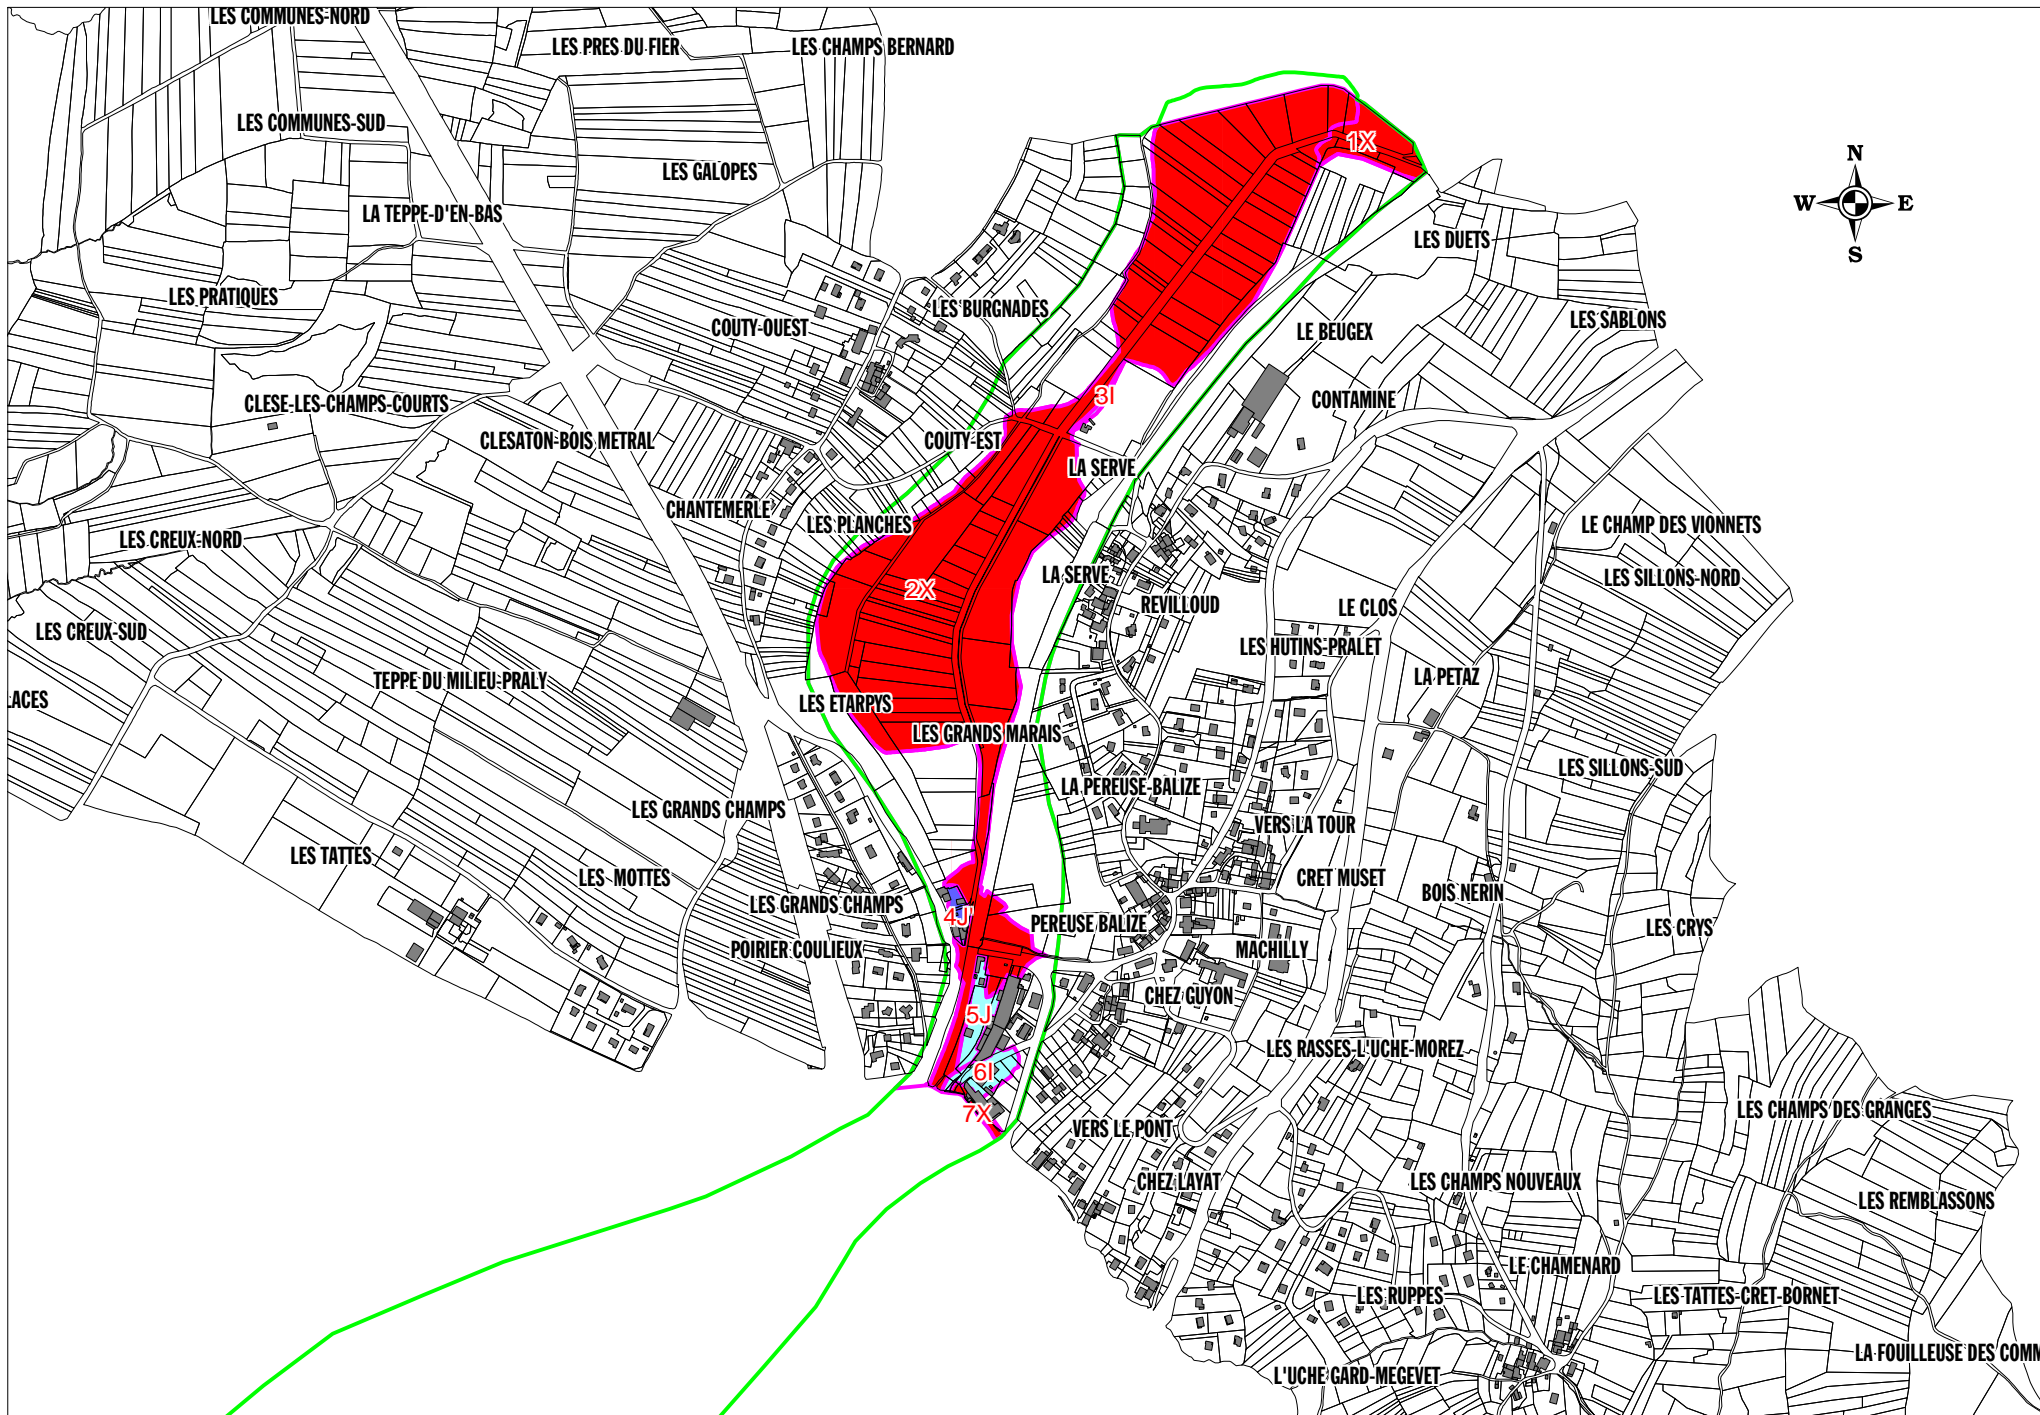 LES COMMUNES-NORD
LES PRES DU FIER
LES CHAMPS BERNARD
LES COMMUNES-SUD
1X
N
LES GALOPES
W
E
LA TEPPE-D'EN-BAS
LES DUETS
S
LES PRATIQUES
LES BURGNADES
LES SABLONS
COUTY-OUEST
LE BEUGEX
3I
CLESE-LES-CHAMPS-COURTS
CONTAMINE
CLESATON-BOIS METRAL
COUTY-EST
LA SERVE
CHANTEMERLE
LES PLANCHES
LE CHAMP DES VIONNETS
LES CREUX-NORD
LA SERVE
LES SILLONS-NORD
2X
REVILLOUD
LE CLOS
LES CREUX-SUD
LES HUTINS-PRALET
TEPPE DU MILIEU-PRALY
LA PETAZ
LACES
LES ETARPYS
LES GRANDS MARAIS
LES SILLONS-SUD
LA PEREUSE-BALIZE
LES GRANDS CHAMPS
VERS LA TOUR
LES TATTES
LES MOTTES
CRET MUSET
BOIS NERIN
LES GRANDS CHAMPS
4J'
PEREUSE BALIZE
LES CRYS
POIRIER COULIEUX
MACHILLY
CHEZ GUYON
5J
LES RASSES-L'UCHE-MOREZ
6I
7X
LES CHAMPS DES GRANGES
VERS LE PONT
CHEZ LAYAT
LES CHAMPS NOUVEAUX
LES REMBLASSONS
LE CHAMENARD
LES RUPPES
LES TATTES-CRET-BORNET
LA FOUILLEUSE DES COMM
L'UCHE GARD-MEGEVET